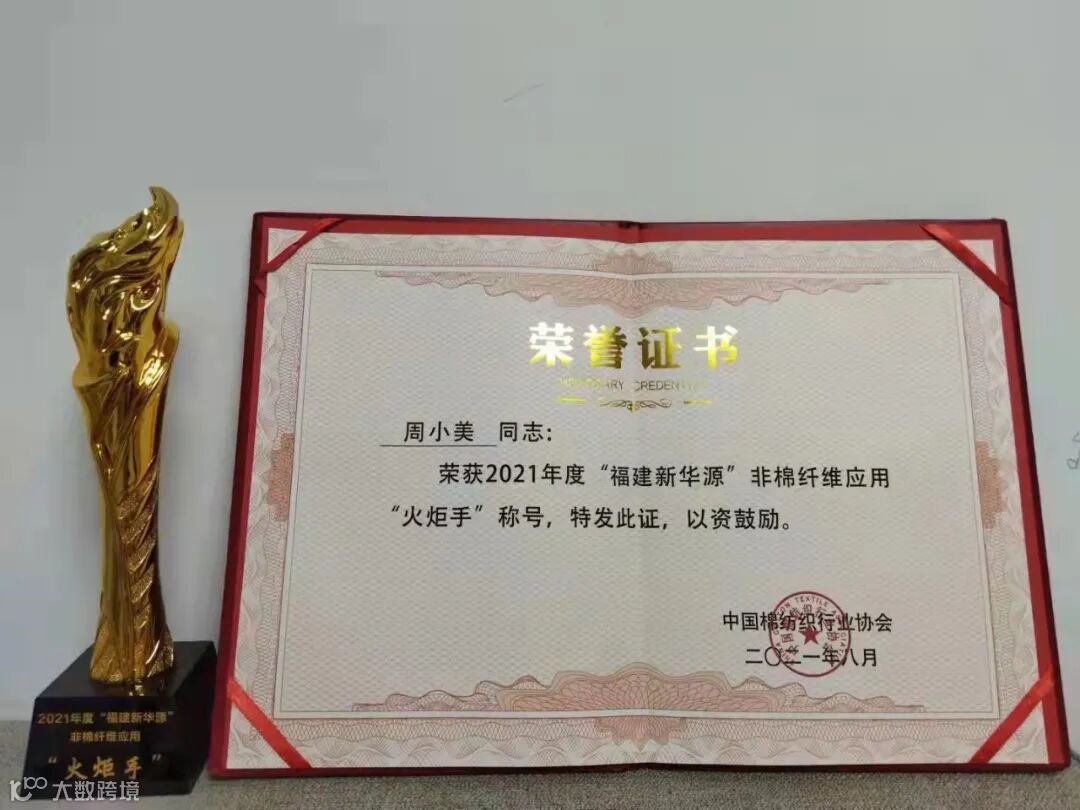 荣誉证书
周小美 同志:
荣获2021年度“福建新华源”非棉纤维应用
“火炬手”称号，特发此证，以资鼓励。
中国棉纺织行业协会
二〇二一年八月
2021年度“福建新华源”
非棉纤维应用
“火炬手”
大数跨境